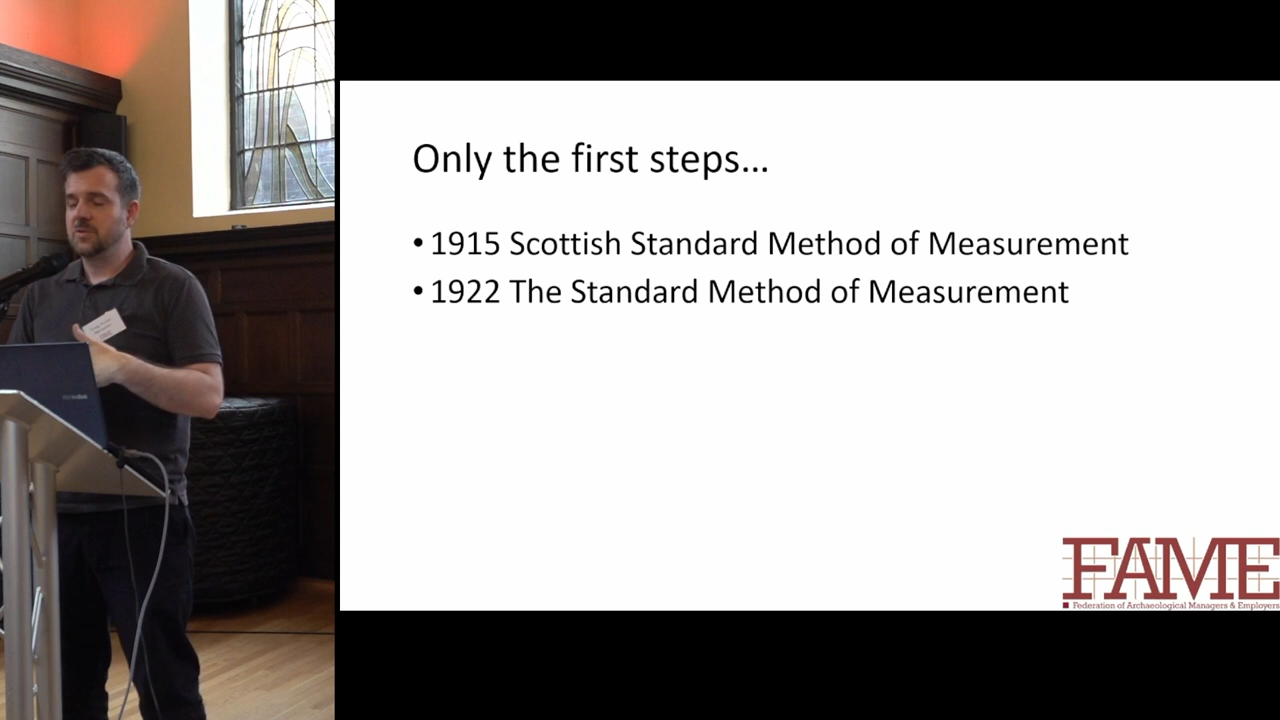 Only the first steps...
• 1915 Scottish Standard Method of Measurement
• 1922 The Standard Method of Measurement
FAME
Federation of Archaeological Managers & Employers